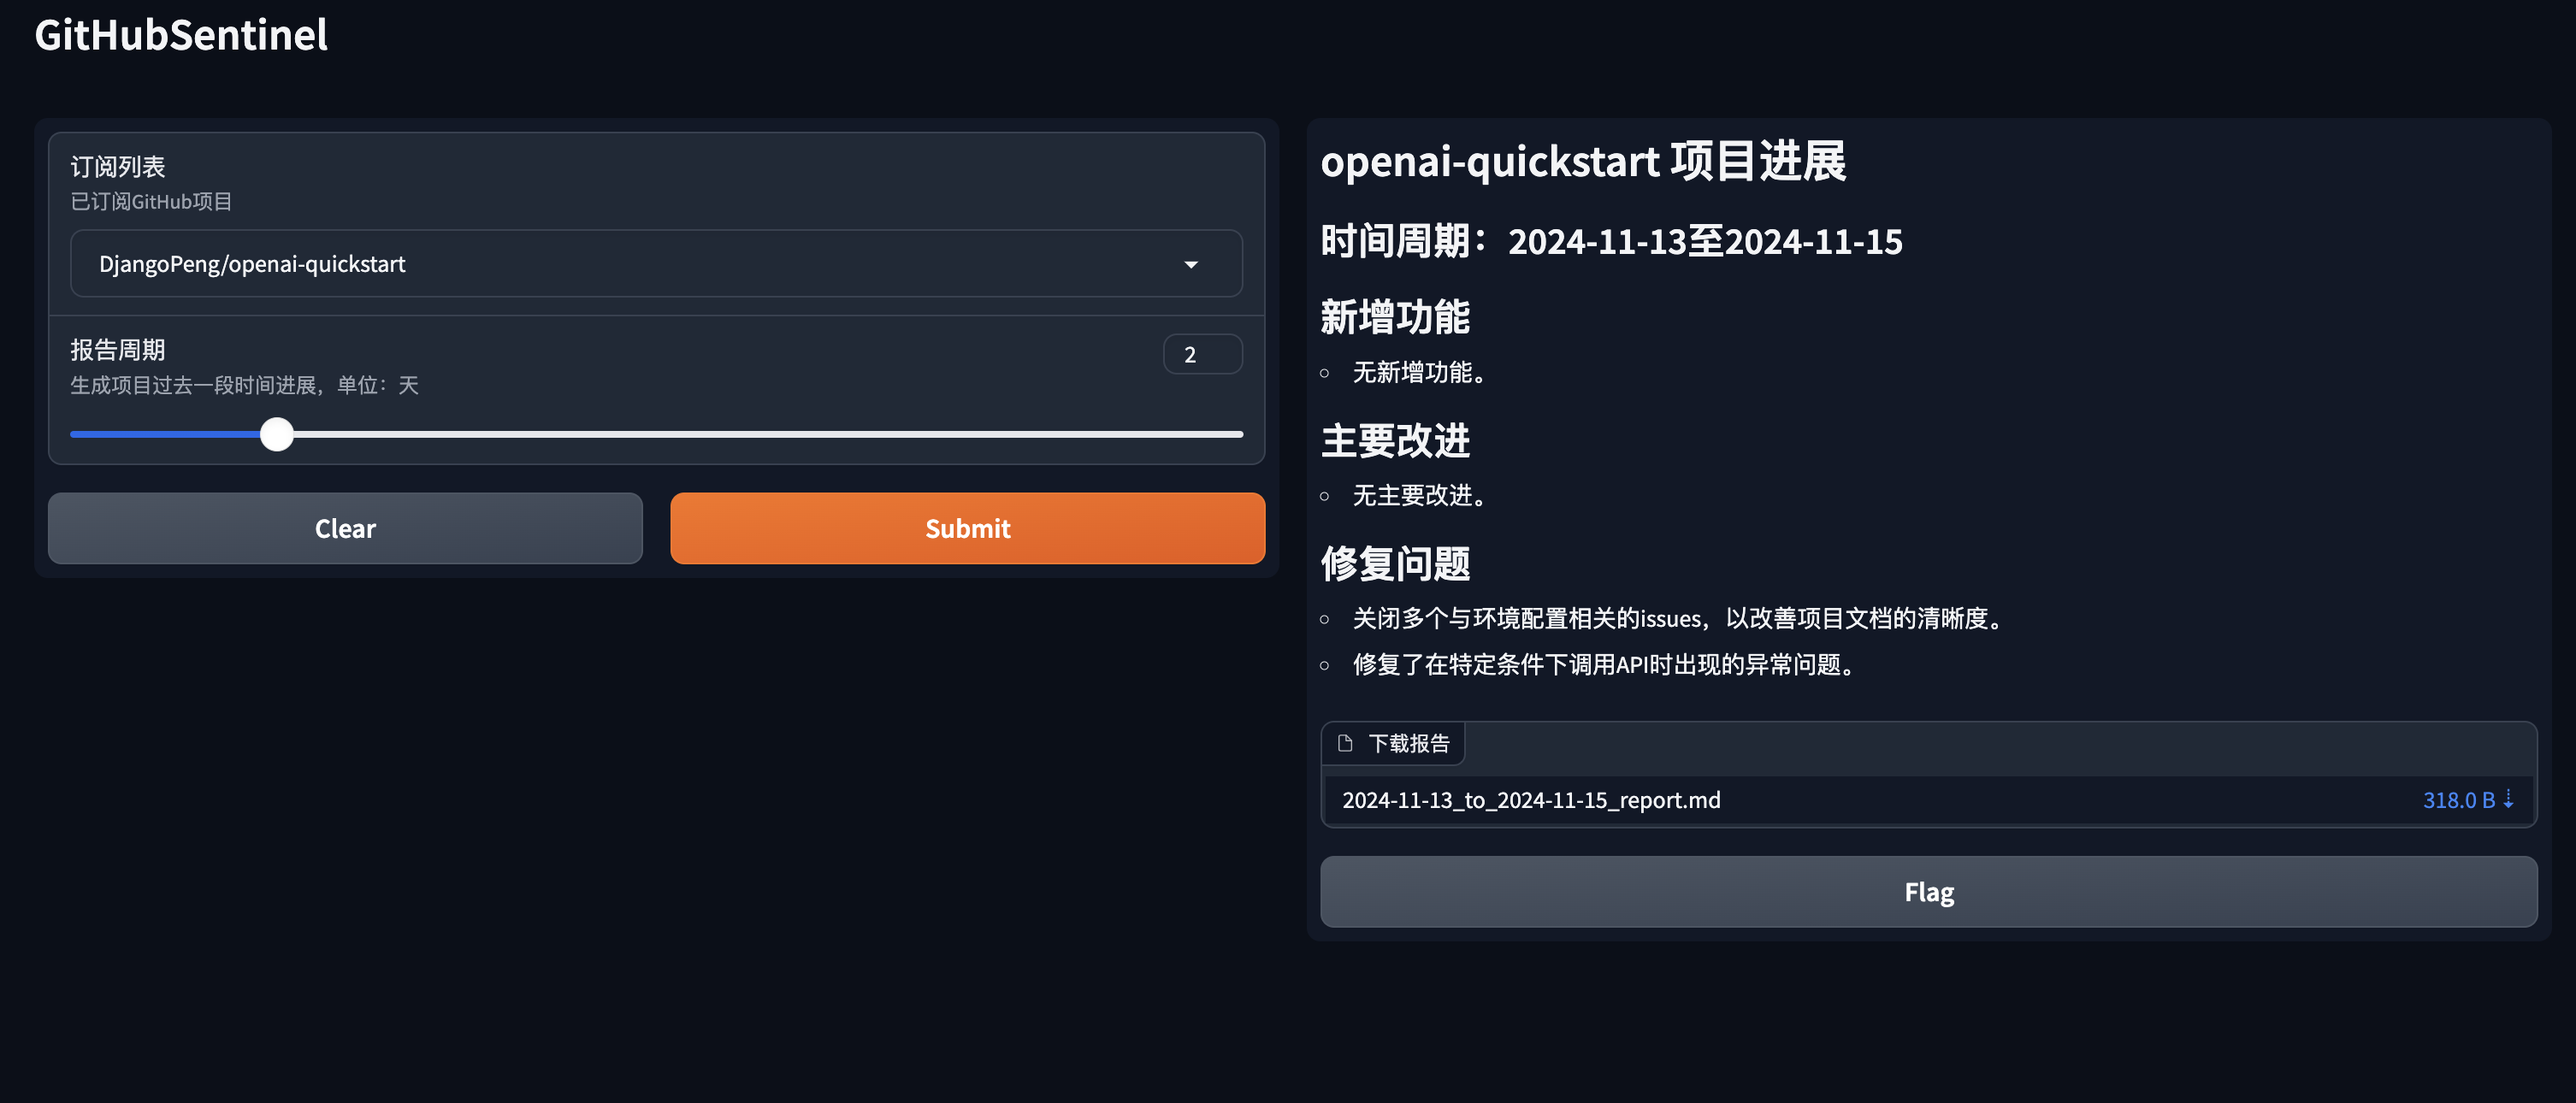 GitHubSentinel
订阅列表
已订阅GitHub项目
DjangoPeng/openai-quickstart
报告周期
2
生成项目过去一段时间进展，单位：天
Clear
Submit
openai-quickstart 项目进展
时间周期：2024-11-13至2024-11-15
新增功能
无新增功能。
主要改进
无主要改进。
修复问题
关闭多个与环境配置相关的issues，以改善项目文档的清晰度。
修复了在特定条件下调用API时出现的异常问题。
下载报告
2024-11-13_to_2024-11-15_report.md
318.0 B ⇣
Flag